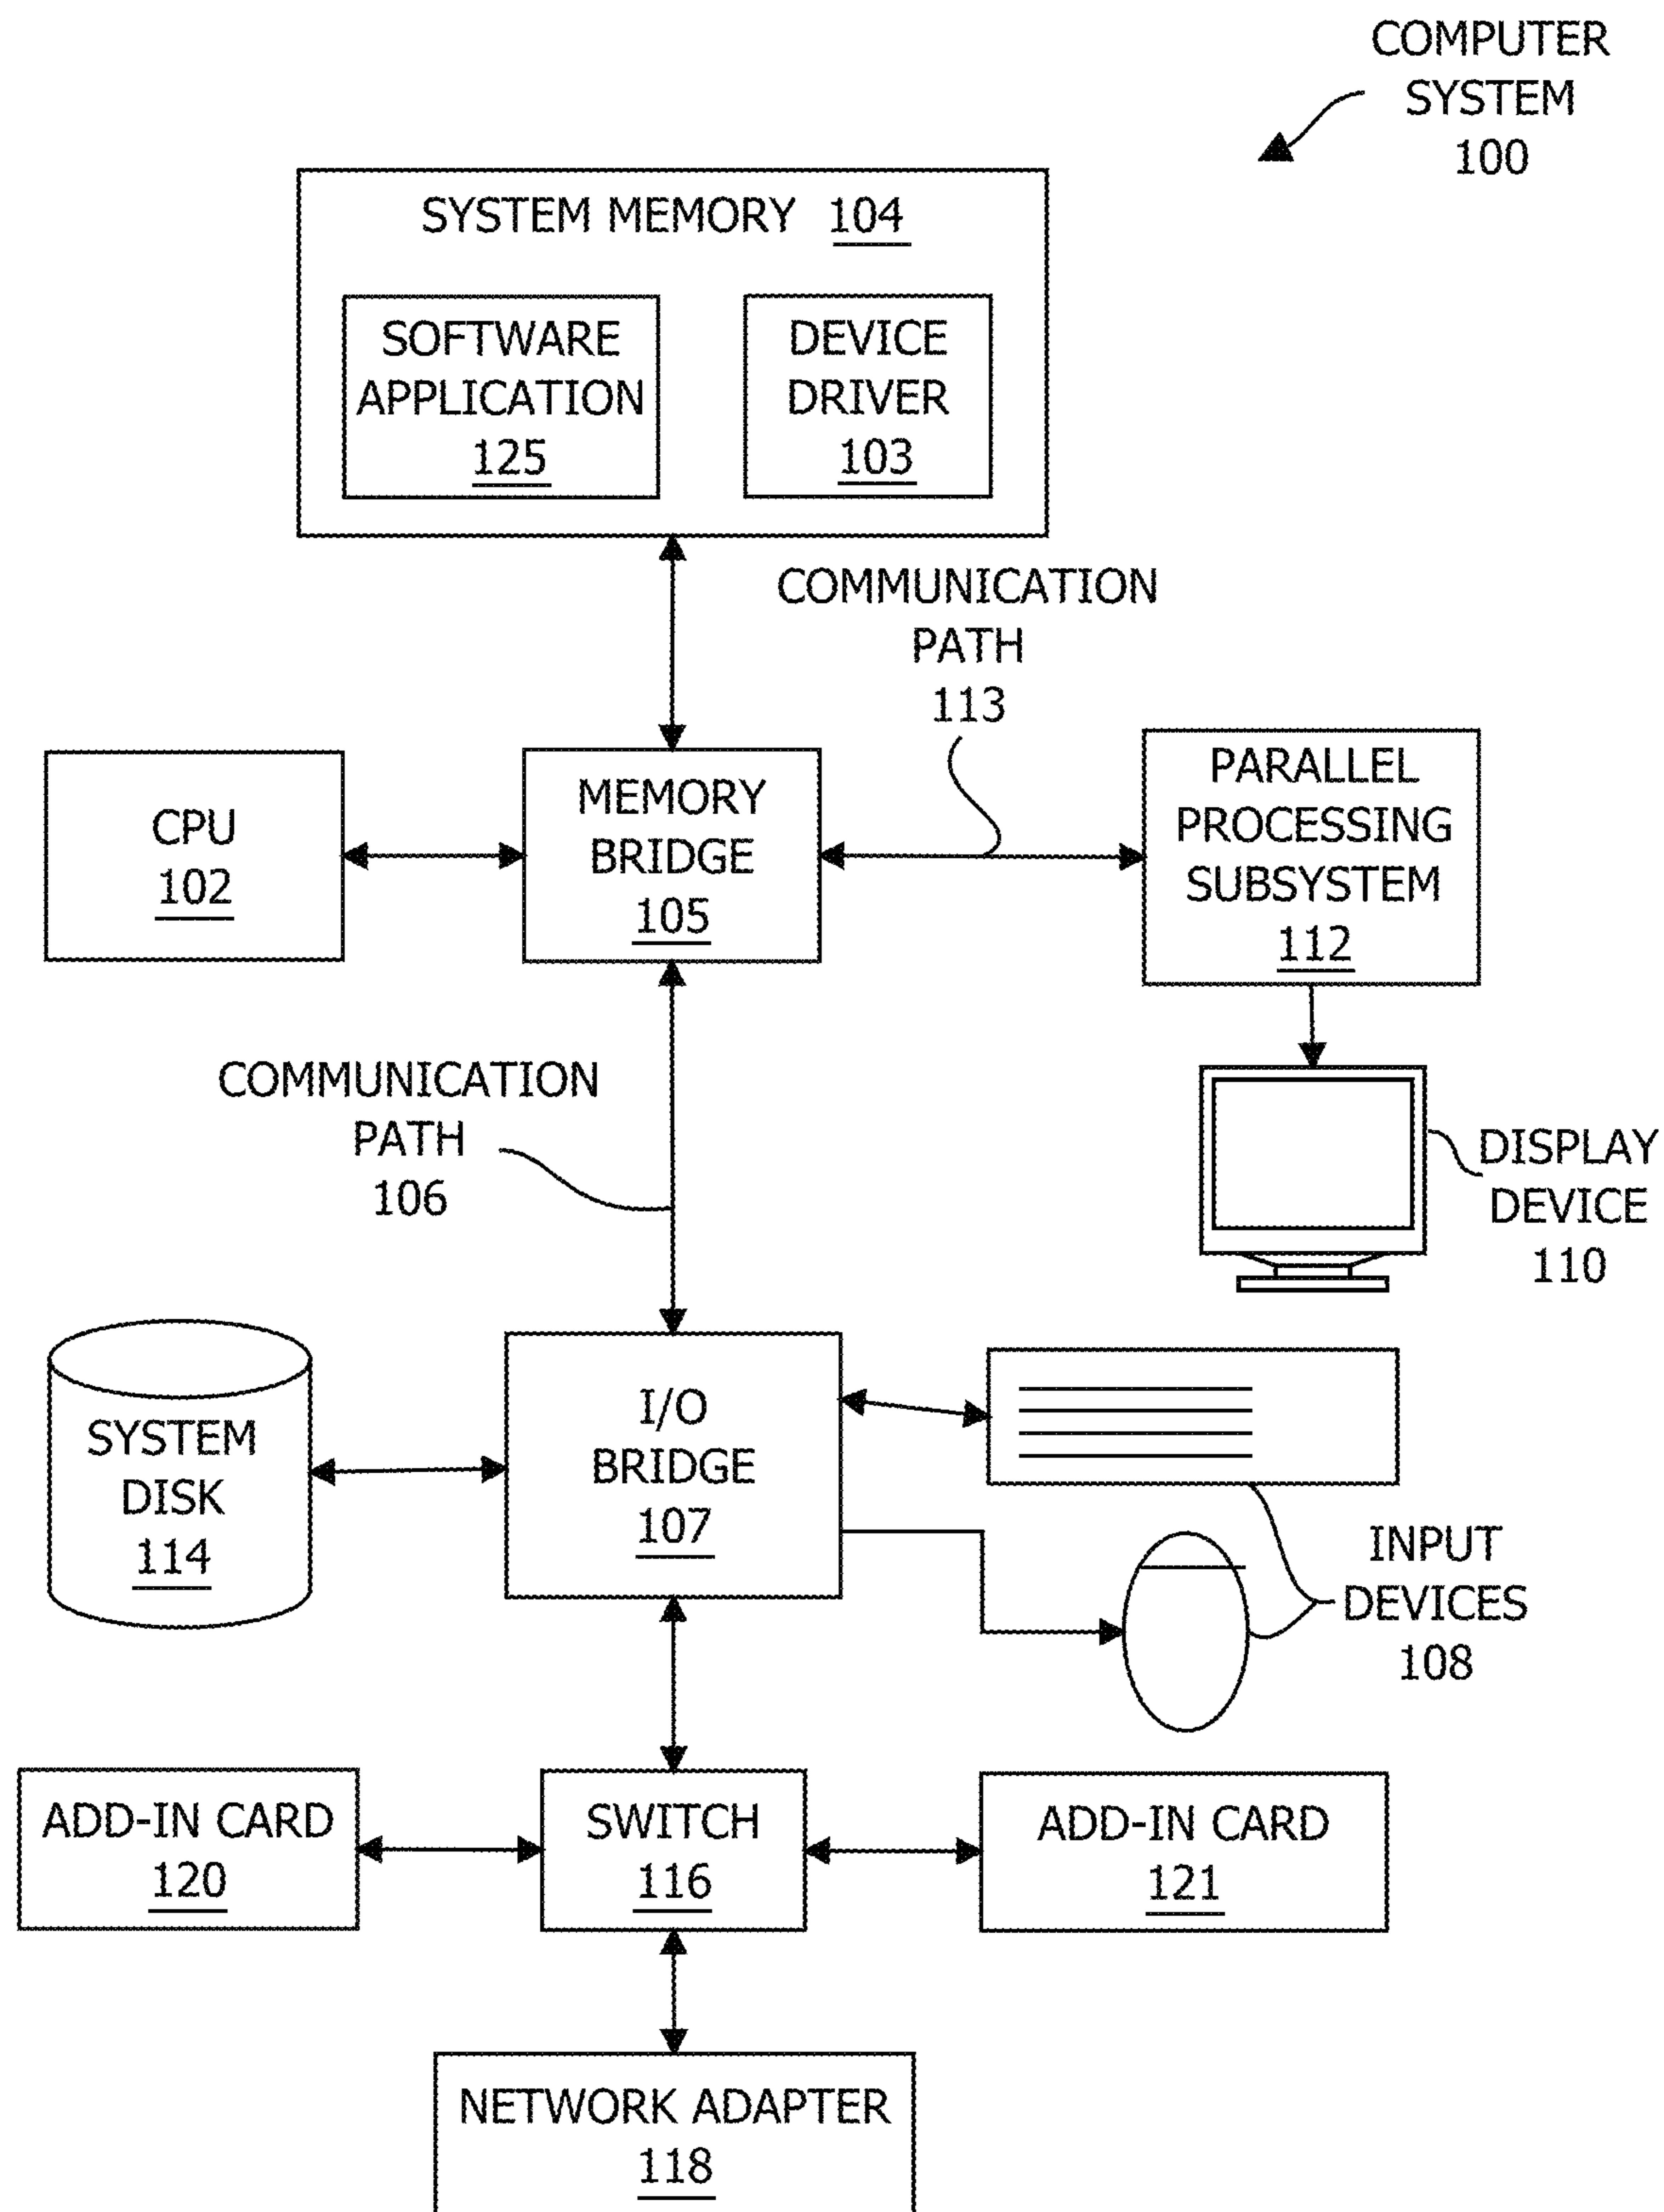 COMPUTER
SYSTEM
100
SYSTEM MEMORY 104
SOFTWARE
APPLICATION
125
DEVICE
DRIVER
103
COMMUNICATION
PATH
113
CPU
102
MEMORY
BRIDGE
105
PARALLEL
PROCESSING
SUBSYSTEM
112
COMMUNICATION
PATH
106
DISPLAY
DEVICE
110
SYSTEM
DISK
114
I/O
BRIDGE
107
INPUT
DEVICES
108
ADD-IN CARD
120
SWITCH
116
ADD-IN CARD
121
NETWORK ADAPTER
118